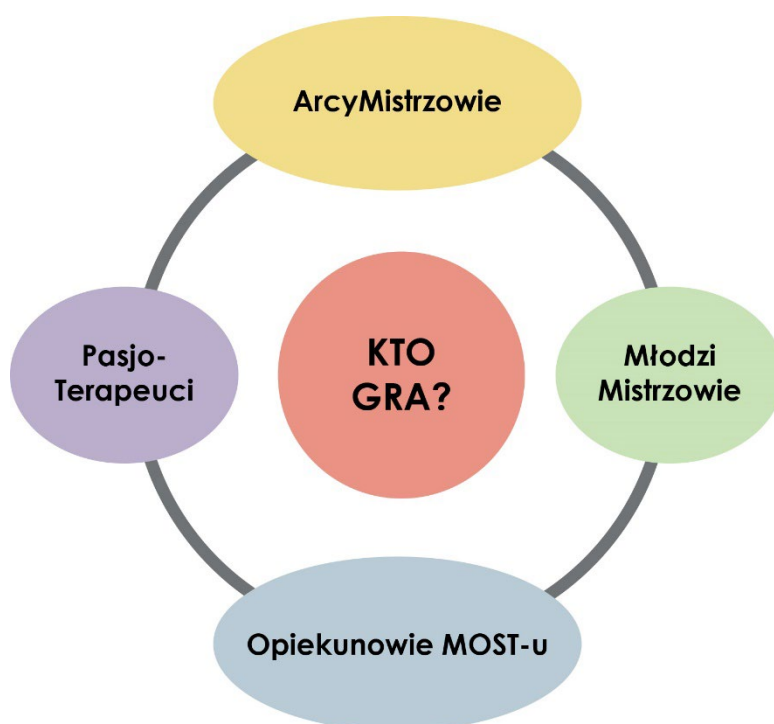 ArcyMistrzowie
Pasjo-
Terapeuci
KTO
GRA?
Młodzi
Mistrzowie
Opiekunowie MOST-u